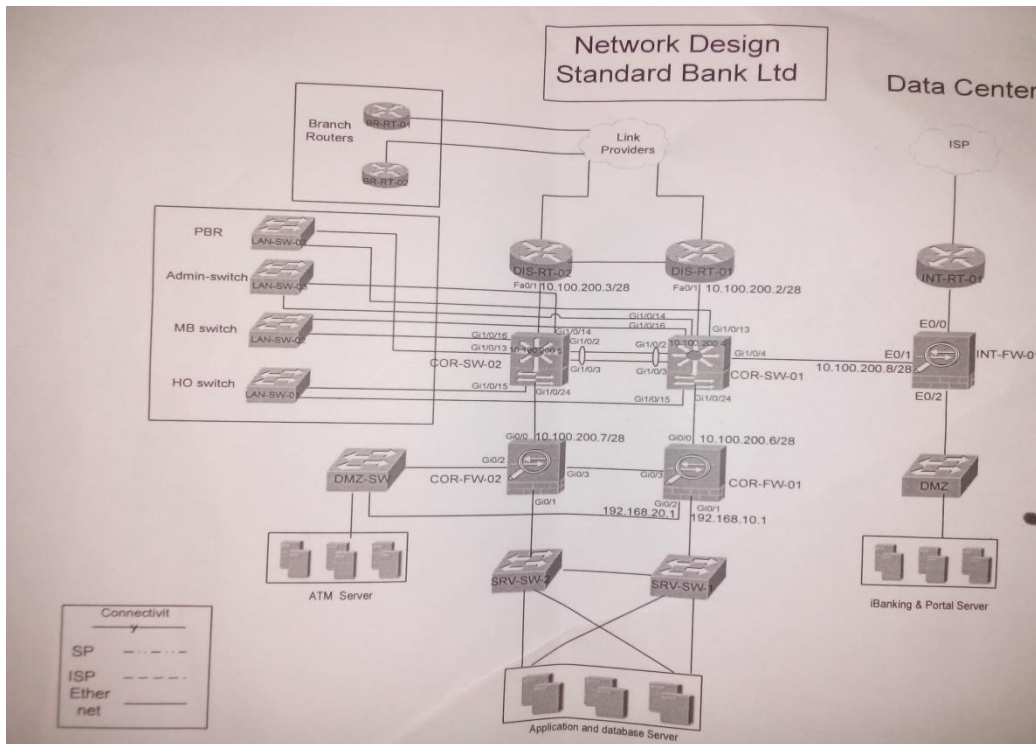 Network Design
Standard Bank Ltd
Data Center
Branch
Routers
BR-RT-01
BR-RT-02
Link
Providers
ISP
PBR
Admin-switch
LAN-SW-03
MB switch
LAN-SW-02
HO switch
DIS-RT-02
DIS-RT-01
INT-RT-01
Fa0/1
10.100.200.3/28
Fa0/1
10.100.200.2/28
Gi1/0/14
Gi1/0/16
Gi1/0/13
Gi1/0/16
Gi1/0/13
Gi1/0/14
Gi1/0/2
Gi1/0/3
Gi1/0/2
Gi1/0/3
COR-SW-02
COR-SW-01
Gi1/0/4
Gi1/0/15
Gi1/0/24
Gi1/0/15
Gi1/0/24
E0/0
E0/1
INT-FW-01
10.100.200.8/28
E0/2
Gi0/0
10.100.200.7/28
Gi0/0
10.100.200.6/28
DMZ-SW
Gi0/2
COR-FW-02
Gi0/3
Gi0/3
COR-FW-01
Gi0/1
Gi0/2
Gi0/1
192.168.20.1
192.168.10.1
DMZ
SRV-SW-2
SRV-SW-1
ATM Server
iBanking & Portal Server
Application and database Server
Connectivit
y
SP
ISP
Ether
net